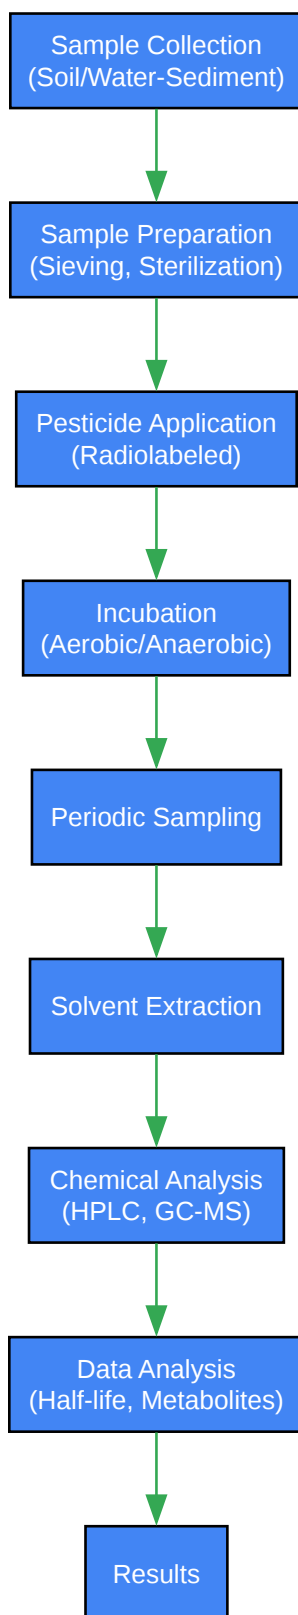 Sample Collection
(Soil/Water-Sediment)
Sample Preparation
(Sieving, Sterilization)
Pesticide Application
(Radiolabeled)
Incubation
(Aerobic/Anaerobic)
Periodic Sampling
Solvent Extraction
Chemical Analysis
(HPLC, GC-MS)
Data Analysis
(Half-life, Metabolites)
Results